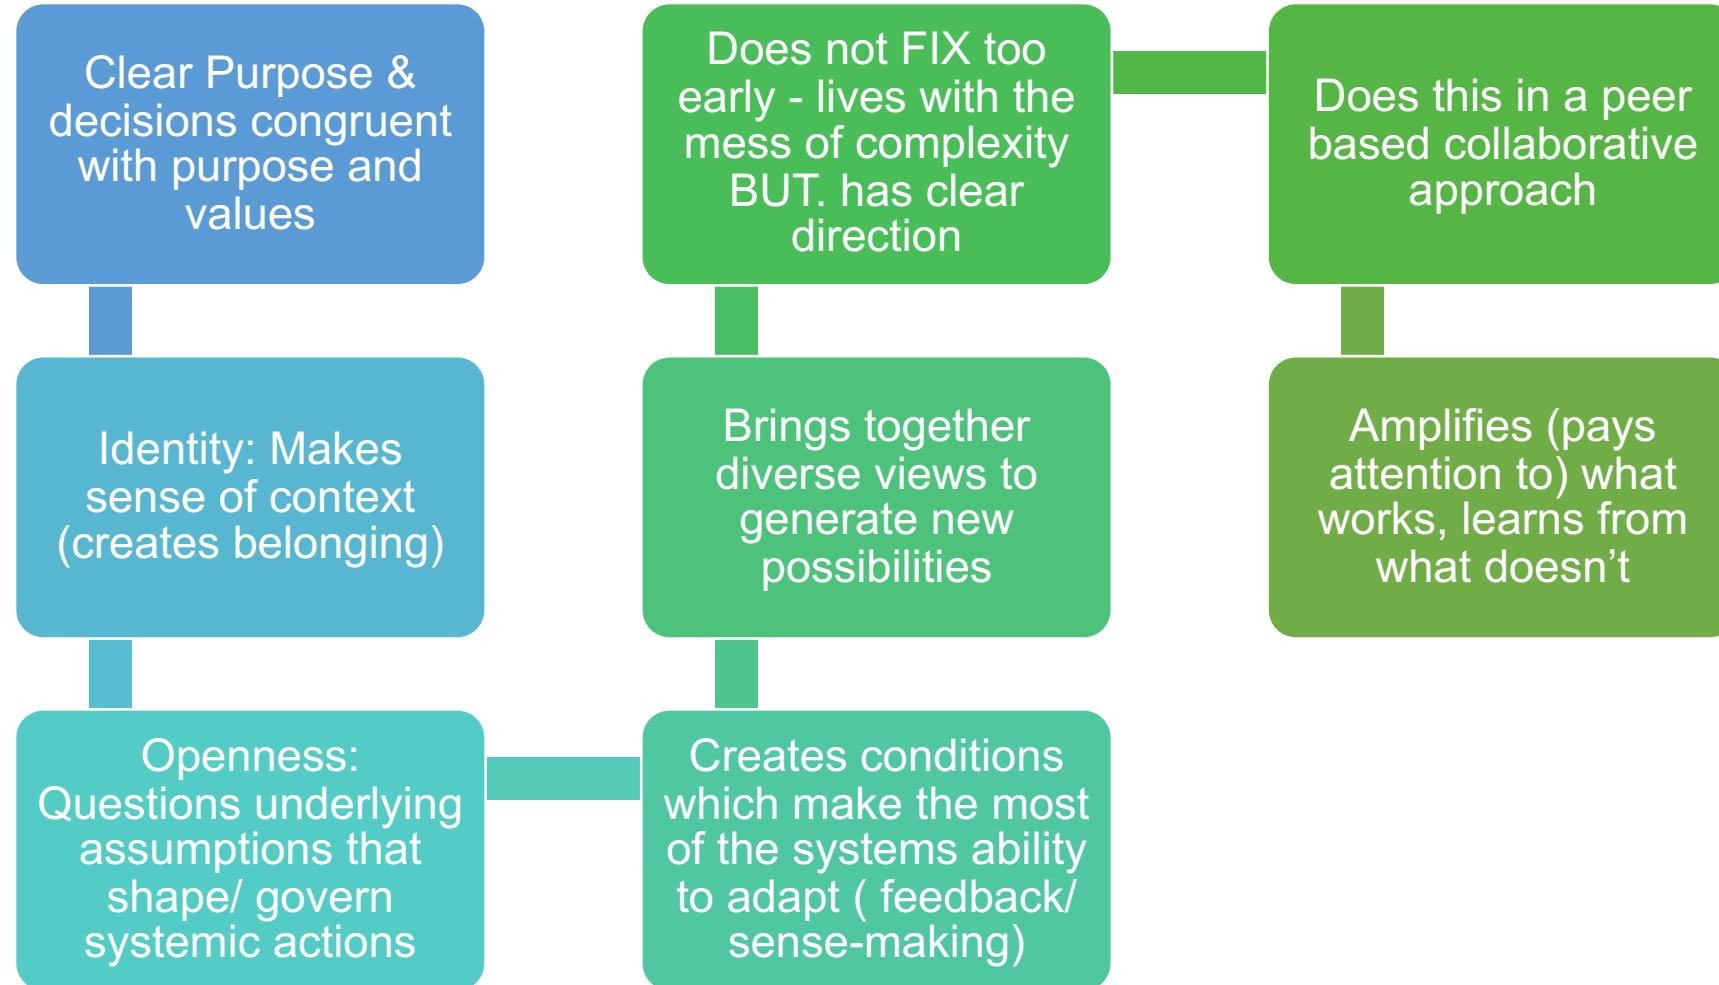 Clear Purpose &
decisions congruent
with purpose and
values
Identity: Makes
sense of context
(creates belonging)
Openness:
Questions underlying
assumptions that
shape/ govern
systemic actions
Creates conditions
which make the most
of the systems ability
to adapt ( feedback/
sense-making)
Brings together
diverse views to
generate new
possibilities
Does not FIX too
early - lives with the
mess of complexity
BUT. has clear
direction
Does this in a peer
based collaborative
approach
Amplifies (pays
attention to) what
works, learns from
what doesn’t